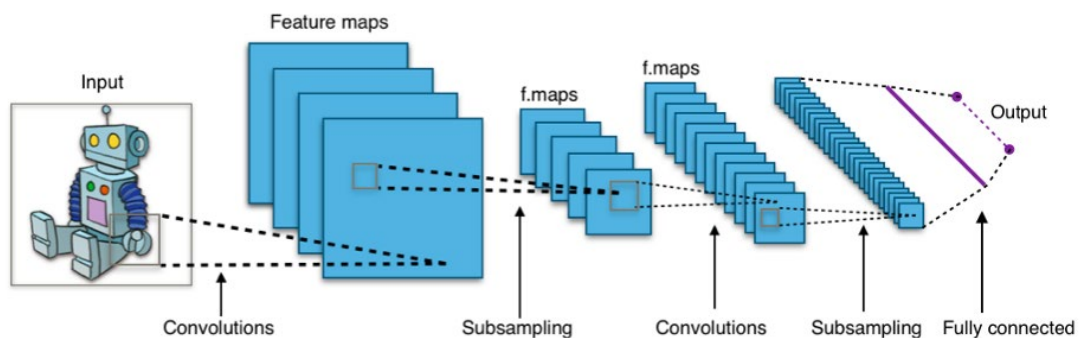 Feature maps
f.maps
f.maps
Input
Output
Convolutions
Subsampling
Convolutions
Subsampling
Fully connected